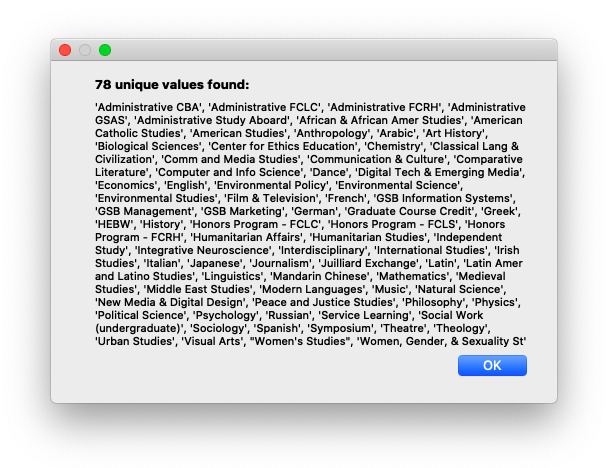 78 unique values found:
'Administrative CBA', 'Administrative FCLC', 'Administrative FCRH', 'Administrative
GSAS', 'Administrative Study Aboard', 'African & African Amer Studies', 'American
Catholic Studies', 'American Studies', 'Anthropology', 'Arabic', 'Art History',
'Biological Sciences', 'Center for Ethics Education', 'Chemistry', 'Classical Lang &
Civilization', 'Comm and Media Studies', 'Communication & Culture', 'Comparative
Literature', 'Computer and Info Science', 'Dance', 'Digital Tech & Emerging Media',
'Economics', 'English', 'Environmental Policy', 'Environmental Science',
'Environmental Studies', 'Film & Television', 'French', 'GSB Information Systems',
'GSB Management', 'GSB Marketing', 'German', 'Graduate Course Credit', 'Greek',
'HEBW', 'History', 'Honors Program - FCLC', 'Honors Program - FCLS', 'Honors
Program - FCRH', 'Humanitarian Affairs', 'Humanitarian Studies', 'Independent
Study', 'Integrative Neuroscience', 'Interdisciplinary', 'International Studies', 'Irish
Studies', 'Italian', 'Japanese', 'Journalism', 'Juilliard Exchange', 'Latin', 'Latin Amer
and Latino Studies', 'Linguistics', 'Mandarin Chinese', 'Mathematics', 'Medieval
Studies', 'Middle East Studies', 'Modern Languages', 'Music', 'Natural Science',
'New Media & Digital Design', 'Peace and Justice Studies', 'Philosophy', 'Physics',
'Political Science', 'Psychology', 'Russian', 'Service Learning', 'Social Work
(undergraduate)', 'Sociology', 'Spanish', 'Symposium', 'Theatre', 'Theology',
'Urban Studies', 'Visual Arts', "Women's Studies", 'Women, Gender, & Sexuality St'
OK